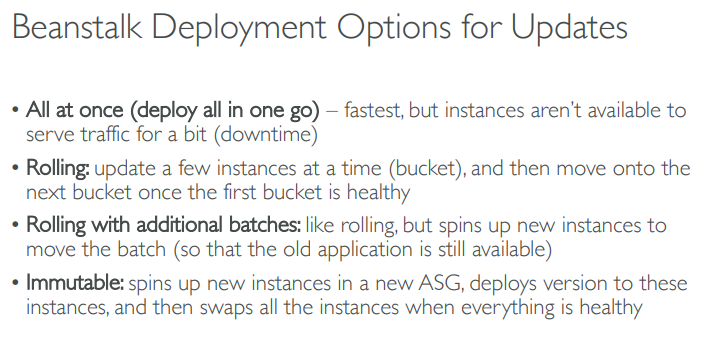 Beanstalk Deployment Options for Updates
• All at once (deploy all in one go) – fastest, but instances aren't available to
serve traffic for a bit (downtime)
• Rolling: update a few instances at a time (bucket), and then move onto the
next bucket once the first bucket is healthy
• Rolling with additional batches: like rolling, but spins up new instances to
move the batch (so that the old application is still available)
• Immutable: spins up new instances in a new ASG, deploys version to these
instances, and then swaps all the instances when everything is healthy